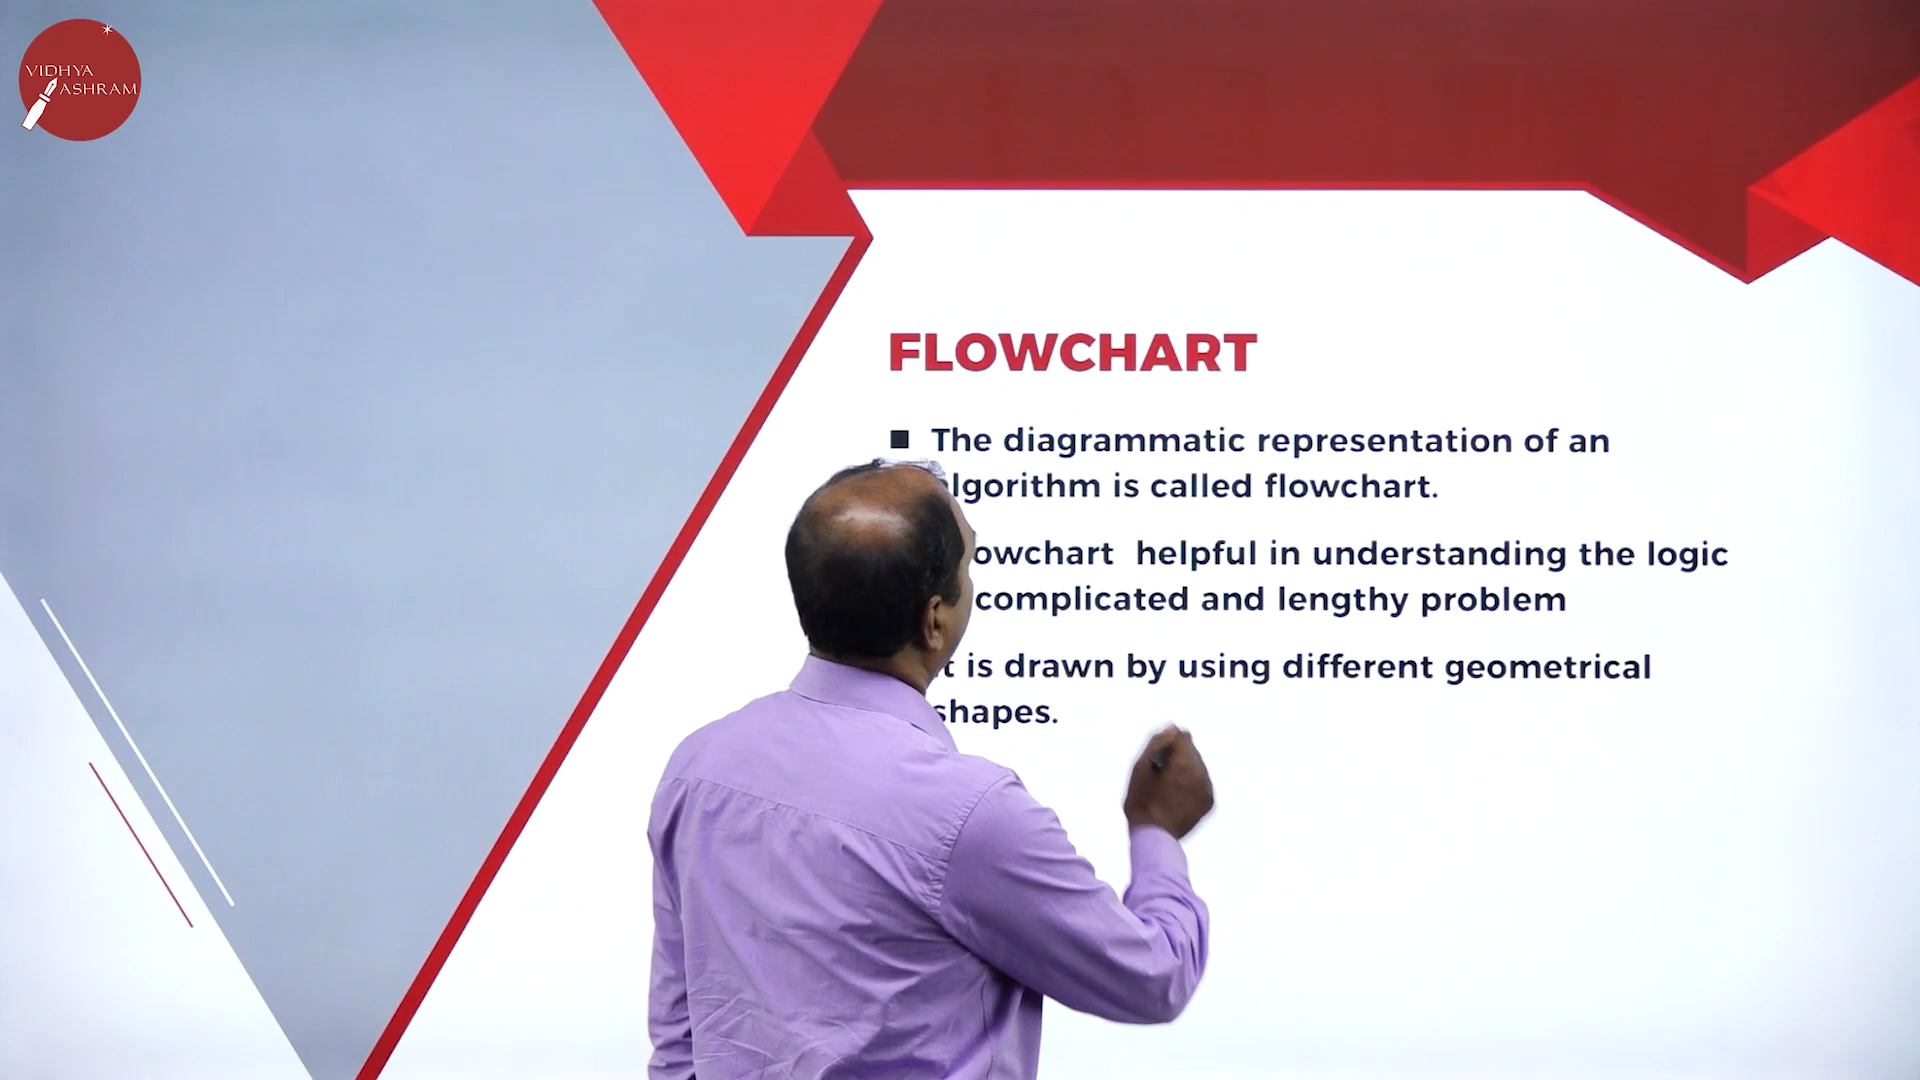 VIDHYA
ASHRAM
FLOWCHART
The diagrammatic representation of an
lgorithm is called flowchart.
owchart helpful in understanding the logic
complicated and lengthy problem
t is drawn by using different geometrical
shapes.